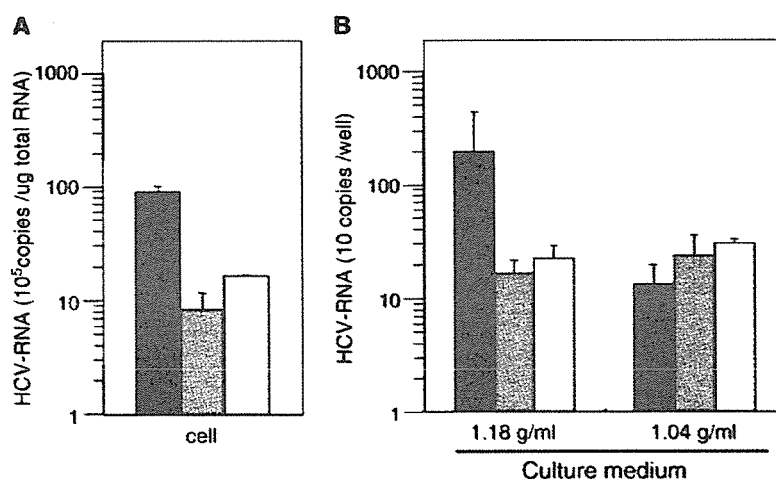 A
HCV-RNA (10⁵copies /ug total RNA)
1000
100
10
1
cell
B
HCV-RNA (10 copies /well)
1000
100
10
1
1.18 g/ml 1.04 g/ml
Culture medium